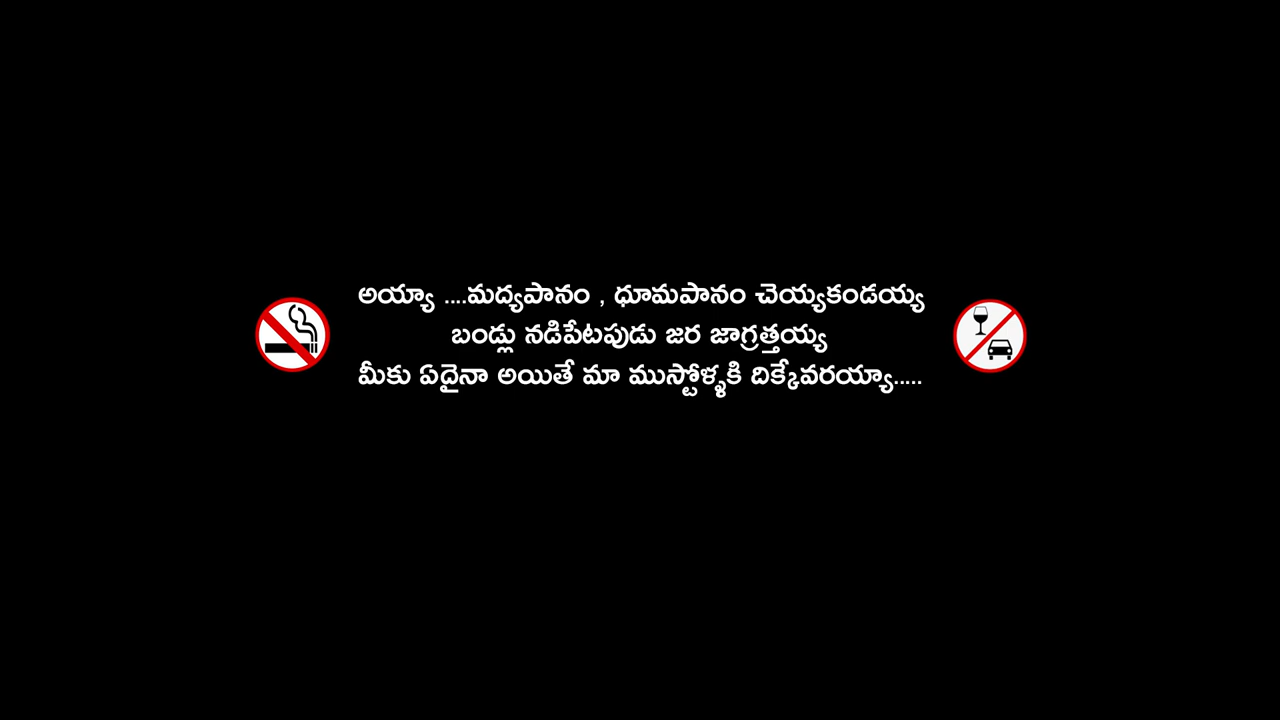 అయ్యా ....మద్యపానం , ధూమపానం చెయ్యకండయ్య
బండ్లు నడిపేటపుడు జర జాగ్రత్తయ్య
మీకు ఏదైనా అయితే మా ముస్టోళ్ళకి దిక్కేవరయ్యా.....